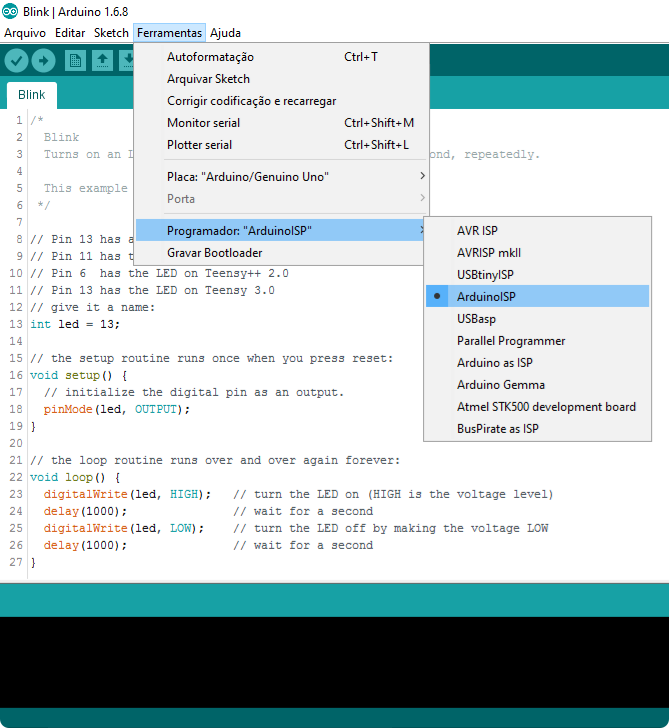 Blink | Arduino 1.6.8
Arquivo Editar Sketch Ferramentas Ajuda
Blink
Autoformatação Ctrl+T
Arquivar Sketch
Corrigir codificação e recarregar
Monitor serial Ctrl+Shift+M
Plotter serial Ctrl+Shift+L
Placa: "Arduino/Genuino Uno"
Porta
Programador: "ArduinoISP"
Gravar Bootloader
AVR ISP
AVRISP mkII
USBtinyISP
ArduinoISP
USBasp
Parallel Programmer
Arduino as ISP
Arduino Gemma
Atmel STK500 development board
BusPirate as ISP
1 /*
2 Blink
3 Turns on an ond, repeatedly.
4
5 This example
6 */
7
8 // Pin 13 has
9 // Pin 11 has
10 // Pin 6  has the LED on Teensy++ 2.0
11 // Pin 13 has the LED on Teensy 3.0
12 // give it a name:
13 int led = 13;
14
15 // the setup routine runs once when you press reset:
16 void setup() {
17 // initialize the digital pin as an output.
18 pinMode(led, OUTPUT);
19 }
20
21 // the loop routine runs over and over again forever:
22 void loop() {
23 digitalWrite(led, HIGH);   // turn the LED on (HIGH is the voltage level)
24 delay(1000);               // wait for a second
25 digitalWrite(led, LOW);    // turn the LED off by making the voltage LOW
26 delay(1000);               // wait for a second
27 }